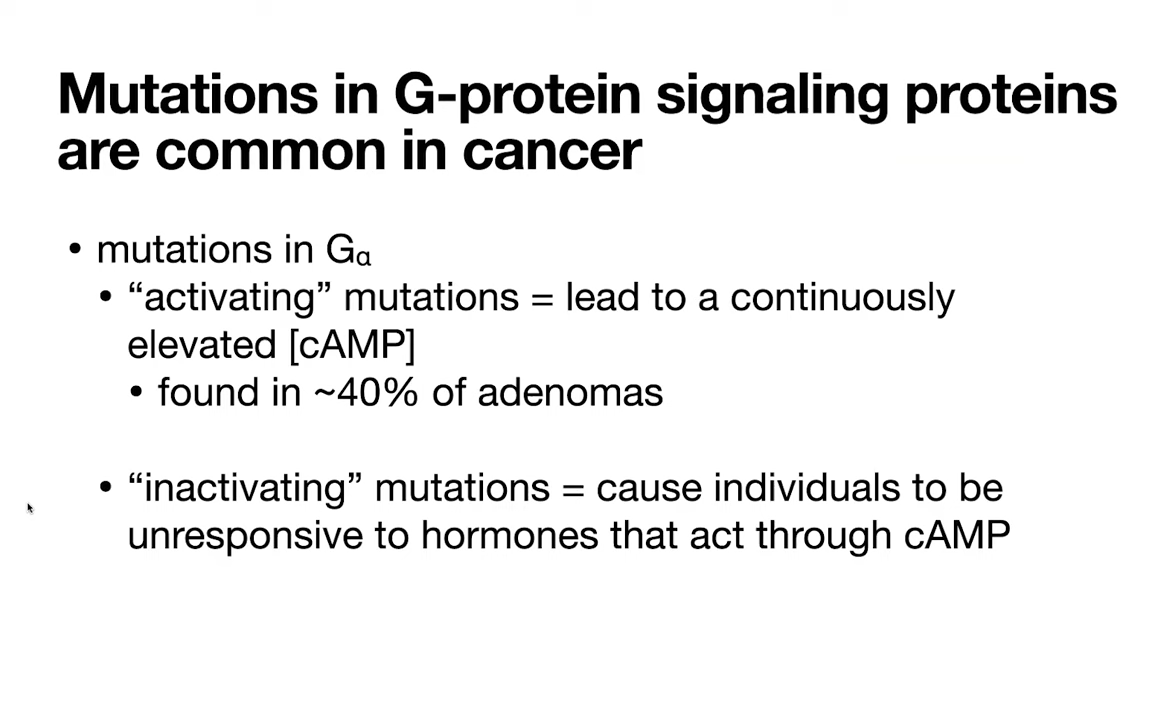 Mutations in G-protein signaling proteins
are common in cancer
• mutations in Gα
• “activating” mutations = lead to a continuously
elevated [cAMP]
• found in ~40% of adenomas
• “inactivating” mutations = cause individuals to be
unresponsive to hormones that act through cAMP